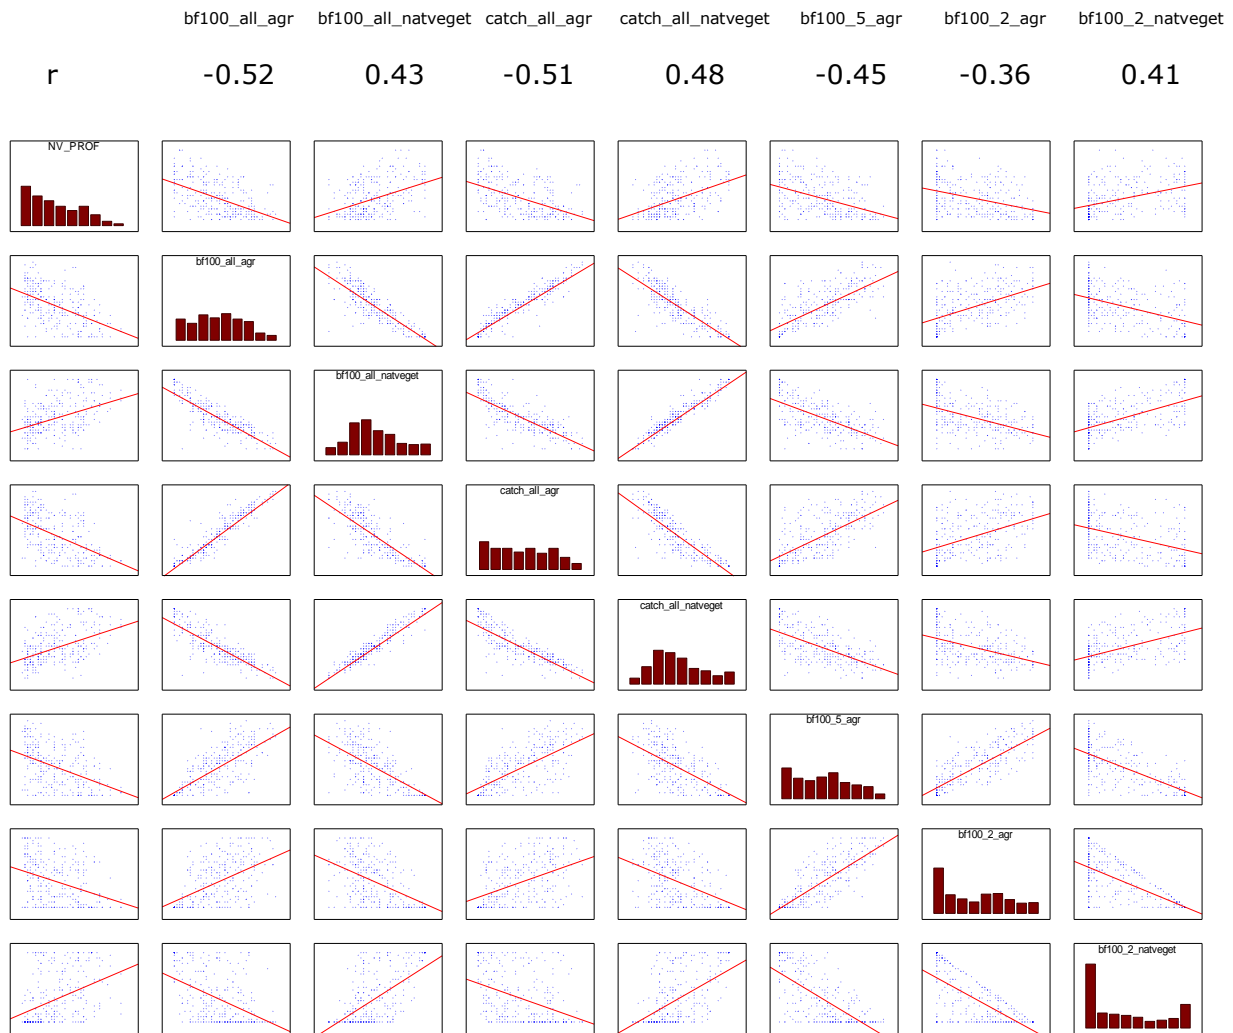 bf100_all_agr bf100_all_natveget catch_all_agr catch_all_natveget bf100_5_agr bf100_2_agr bf100_2_natveget
r -0.52 0.43 -0.51 0.48 -0.45 -0.36 0.41
NV_PROF
bf100_all_agr
bf100_all_natveget
catch_all_agr
catch_all_natveget
bf100_5_agr
bf100_2_agr
bf100_2_natveget